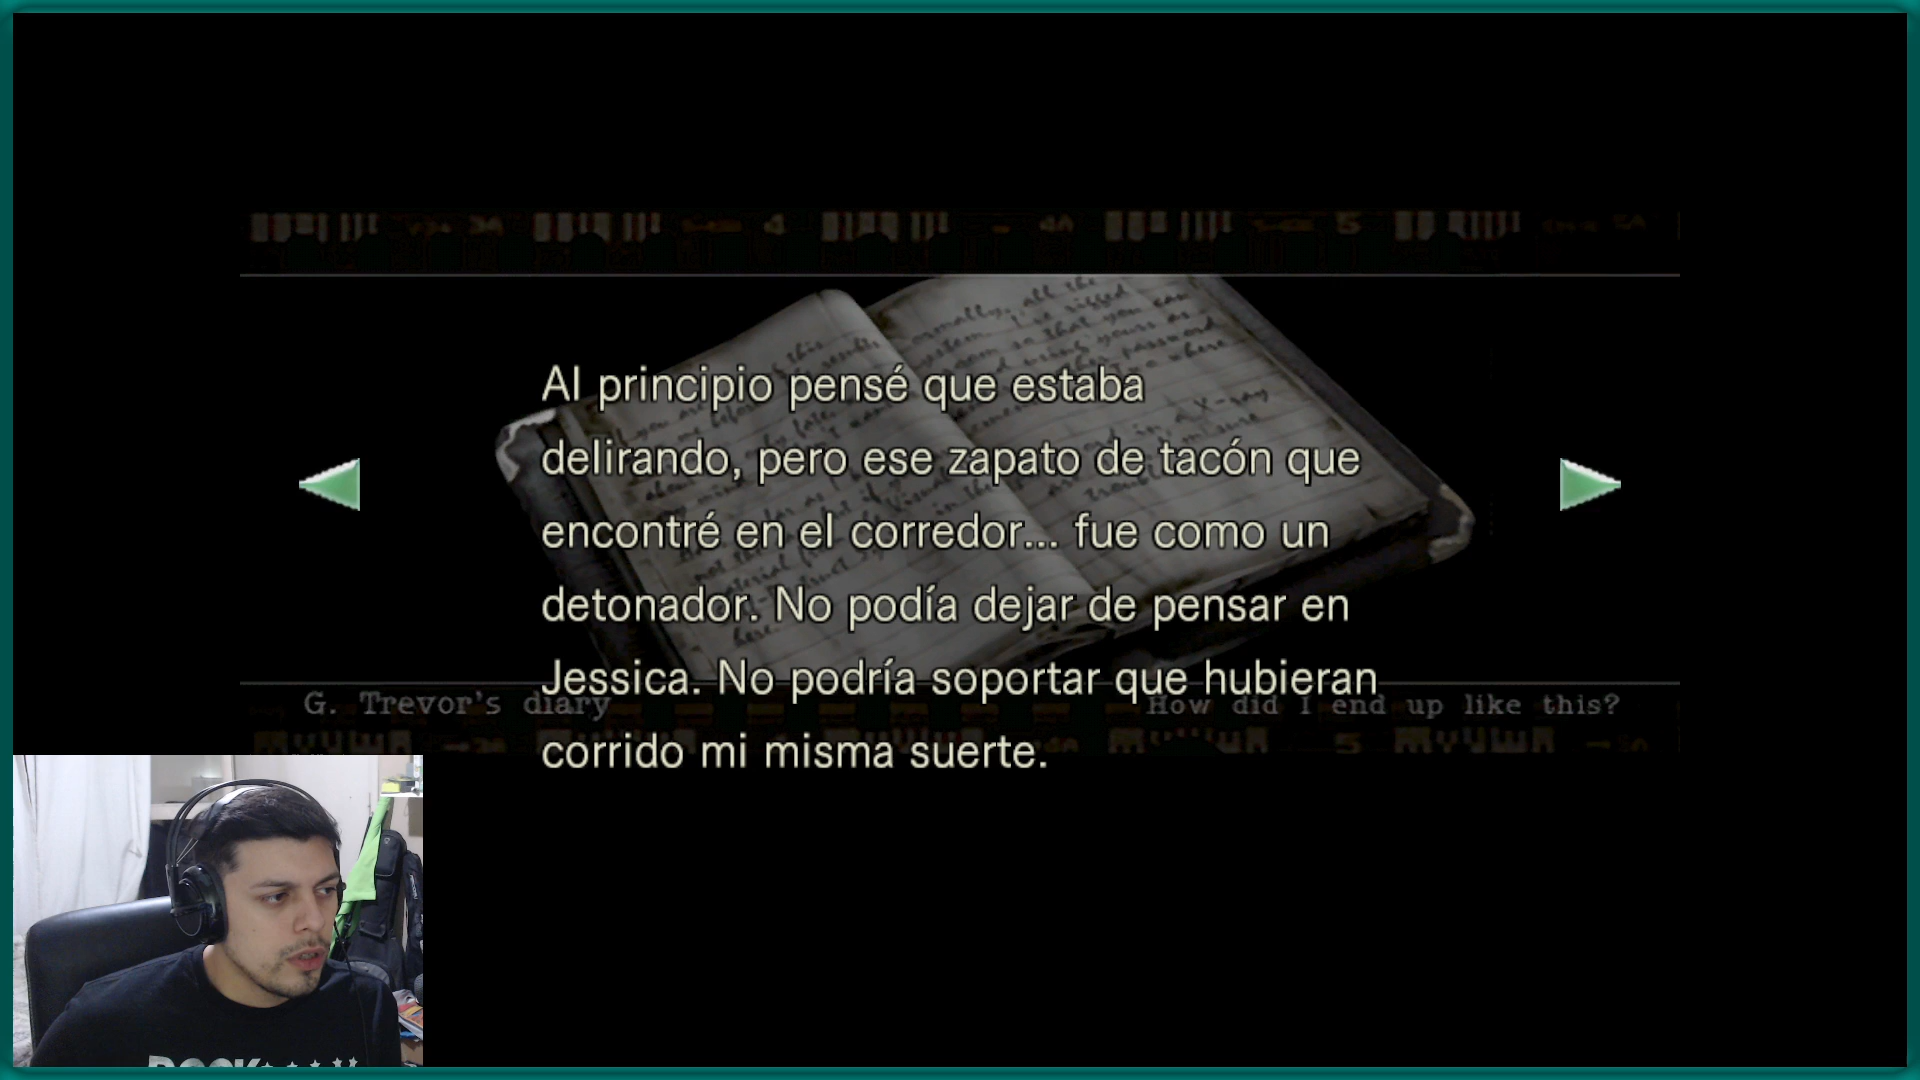 Al principio pensé que estaba
delirando, pero ese zapato de tacón que
encontré en el corredor... fue como un
detonador. No podía dejar de pensar en
Jessica. No podría soportar que hubieran
corrido mi misma suerte.
G. Trevor's diary
How did I end up like this?